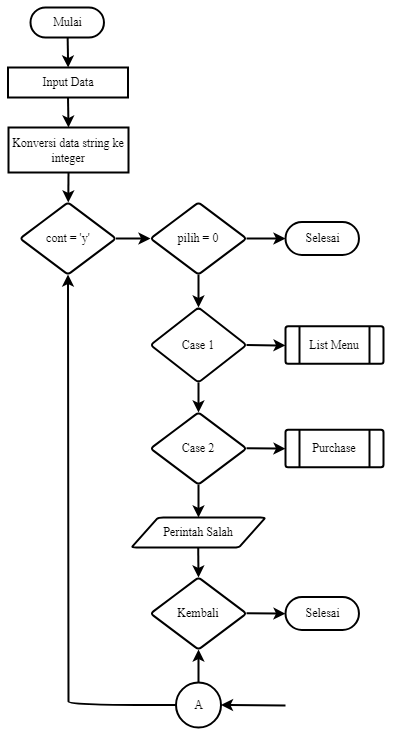 Mulai
Input Data
Konversi data string ke
integer
cont = 'y'
pilih = 0
Selesai
Case 1
List Menu
Case 2
Purchase
Perintah Salah
Kembali
Selesai
A